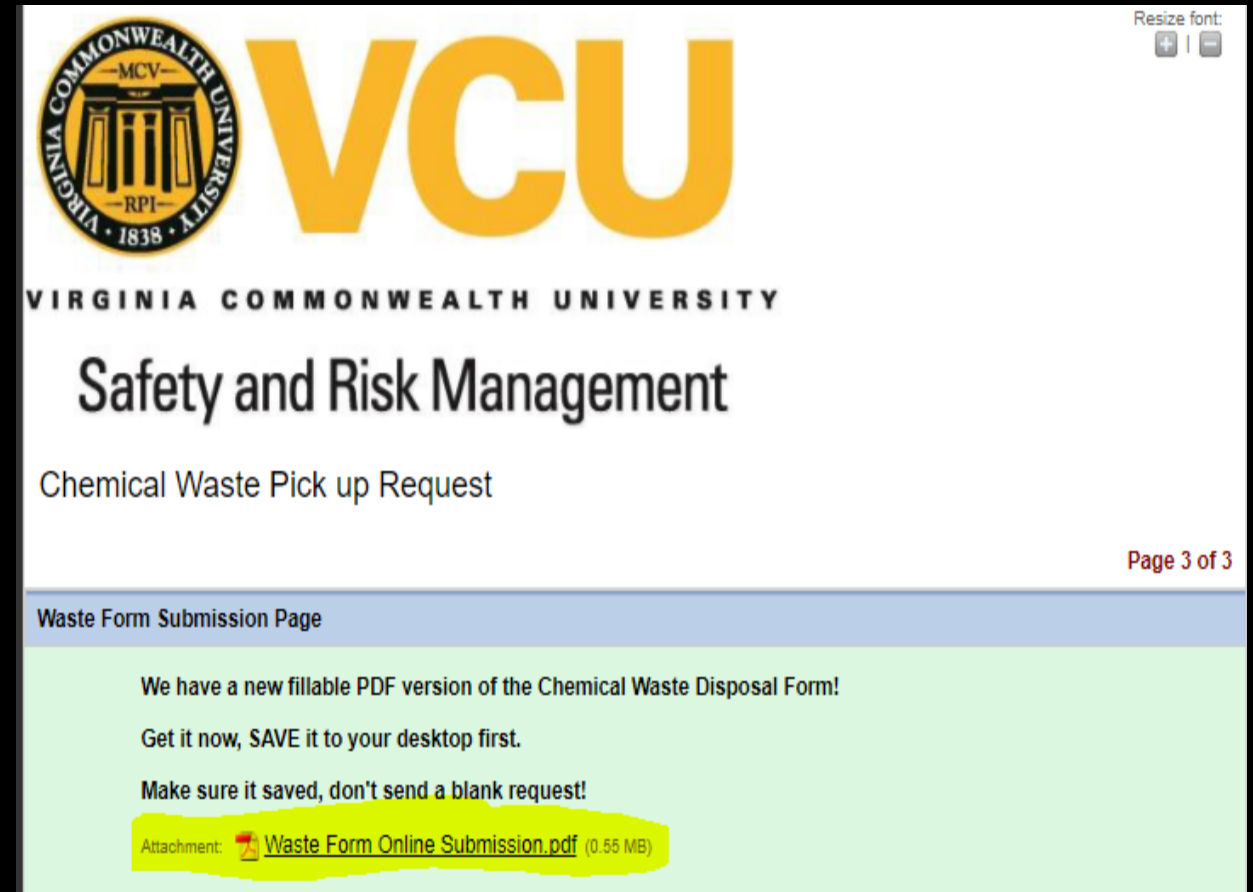 Resize font:
+ | -
VIRGINIA COMMONWEALTH UNIVERSITY
MCV
RPI
1838
VCU
VIRGINIA COMMONWEALTH UNIVERSITY
Safety and Risk Management
Chemical Waste Pick up Request
Page 3 of 3
Waste Form Submission Page
We have a new fillable PDF version of the Chemical Waste Disposal Form!
Get it now, SAVE it to your desktop first.
Make sure it saved, don't send a blank request!
Attachment: Waste Form Online Submission.pdf (0.55 MB)